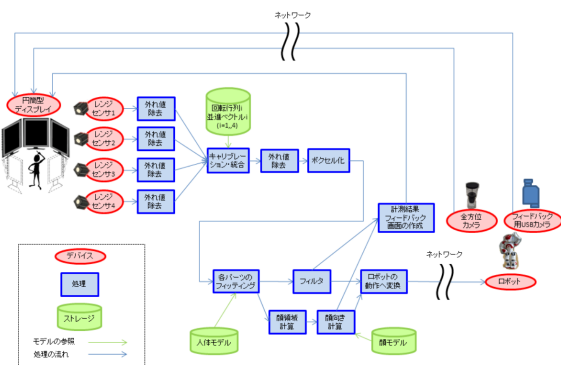 ネットワーク
円筒型
ディスプレイ
レンジ
センサ1
外れ値
除去
レンジ
センサ2
外れ値
除去
レンジ
センサ3
外れ値
除去
レンジ
センサ4
外れ値
除去
回転行列i
並進ベクトルi
(i=1,,4)
キャリブレー
ション・統合
外れ値
除去
ボクセル化
計測結果
フィードバック
画面の作成
全方位
カメラ
フィードバック
用USBカメラ
各パーツの
フィッティング
フィルタ
ロボットの
動作へ変換
ネットワーク
ロボット
顔領域
計算
顔向き
計算
人体モデル
顔モデル
デバイス
処理
ストレージ
モデルの参照
処理の流れ